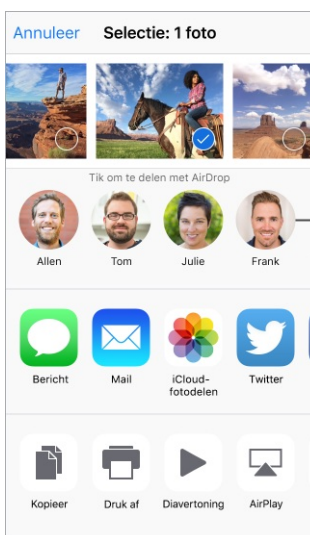 Annuleer Selectie: 1 foto
Tik om te delen met AirDrop
Allen Tom Julie Frank
Bericht Mail iCloud-
fotodelen Twitter
Kopieer Druk af Diavertoning AirPlay